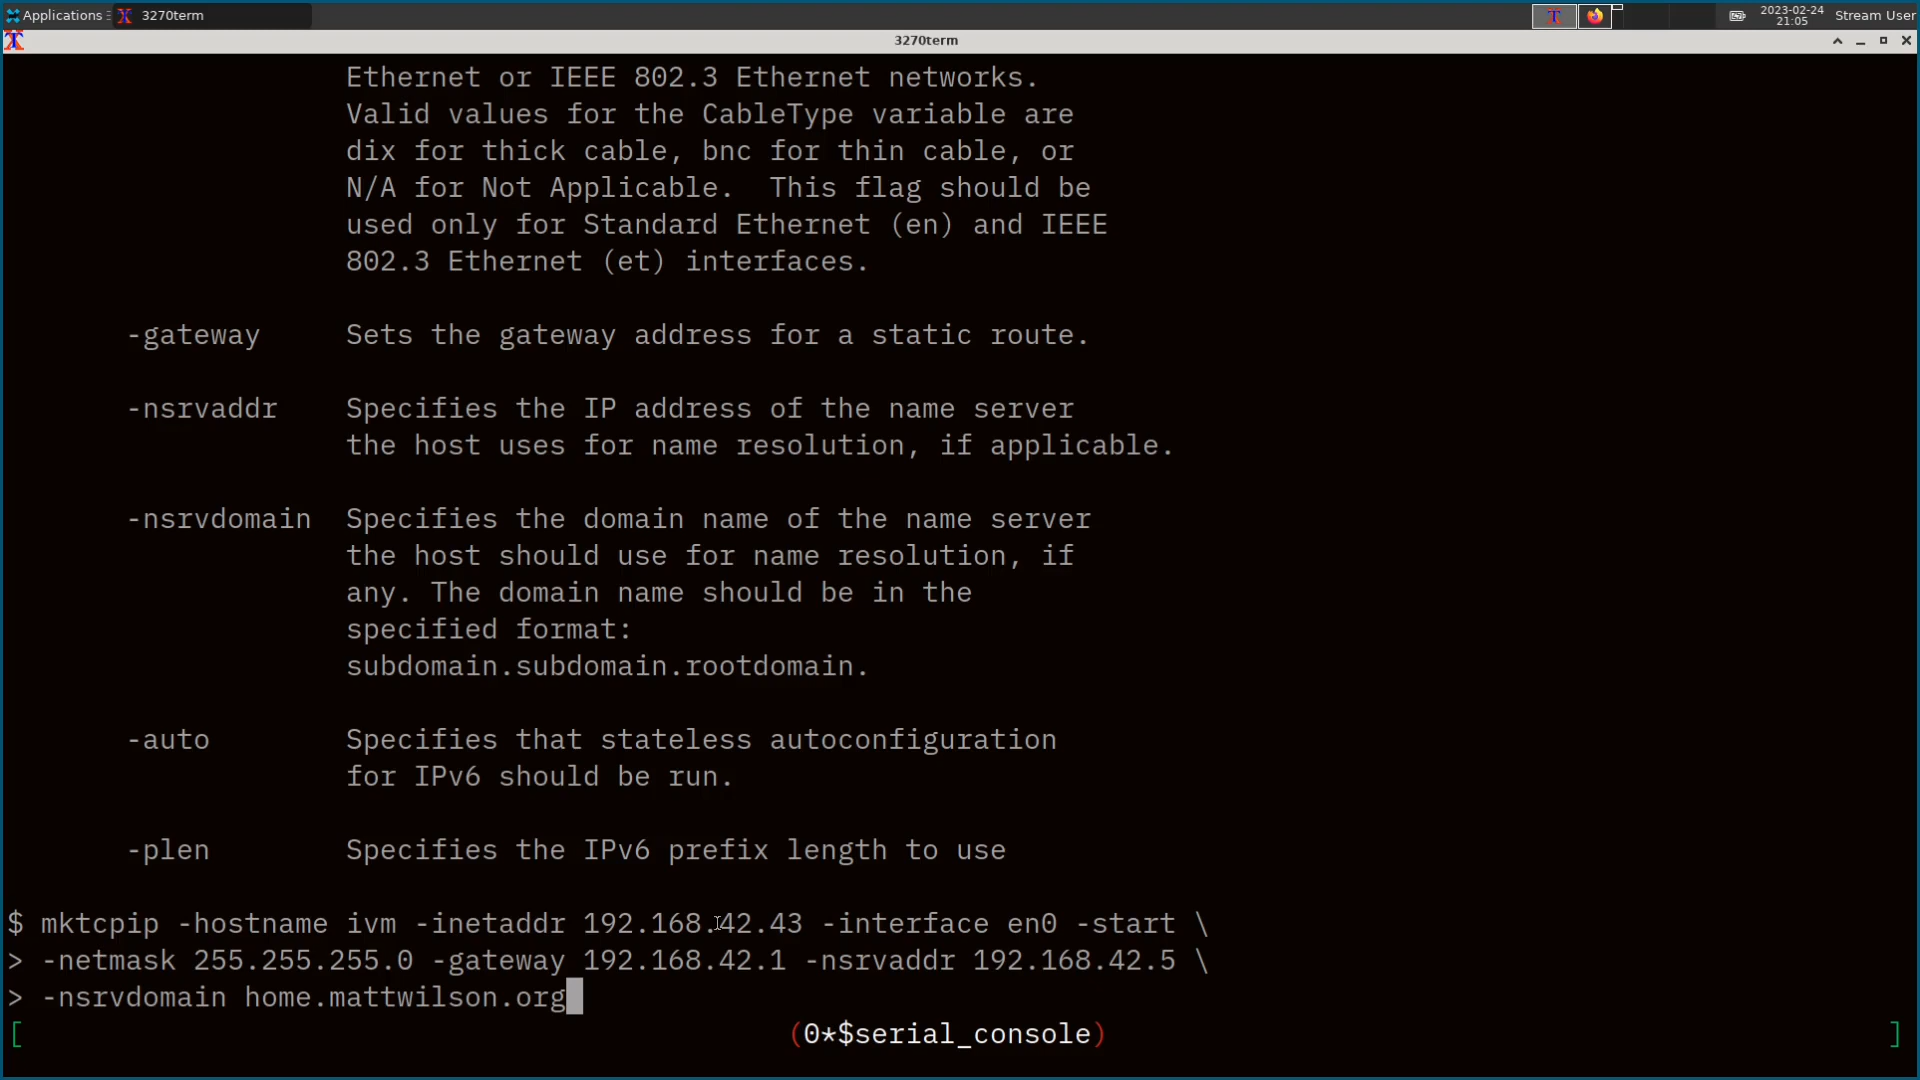 Applications
3270term
2023-02-24
21:05
Stream User
3270term
Ethernet or IEEE 802.3 Ethernet networks.
Valid values for the CableType variable are
dix for thick cable, bnc for thin cable, or
N/A for Not Applicable.  This flag should be
used only for Standard Ethernet (en) and IEEE
802.3 Ethernet (et) interfaces.
-gateway    Sets the gateway address for a static route.
-nsrvaddr    Specifies the IP address of the name server
the host uses for name resolution, if applicable.
-nsrvdomain  Specifies the domain name of the name server
the host should use for name resolution, if
any. The domain name should be in the
specified format:
subdomain.subdomain.rootdomain.
-auto        Specifies that stateless autoconfiguration
for IPv6 should be run.
-plen        Specifies the IPv6 prefix length to use
$ mktcpip -hostname ivm -inetaddr 192.168.42.43 -interface en0 -start \
> -netmask 255.255.255.0 -gateway 192.168.42.1 -nsrvaddr 192.168.42.5 \
> -nsrvdomain home.mattwilson.org
[ (0*$serial_console) ]